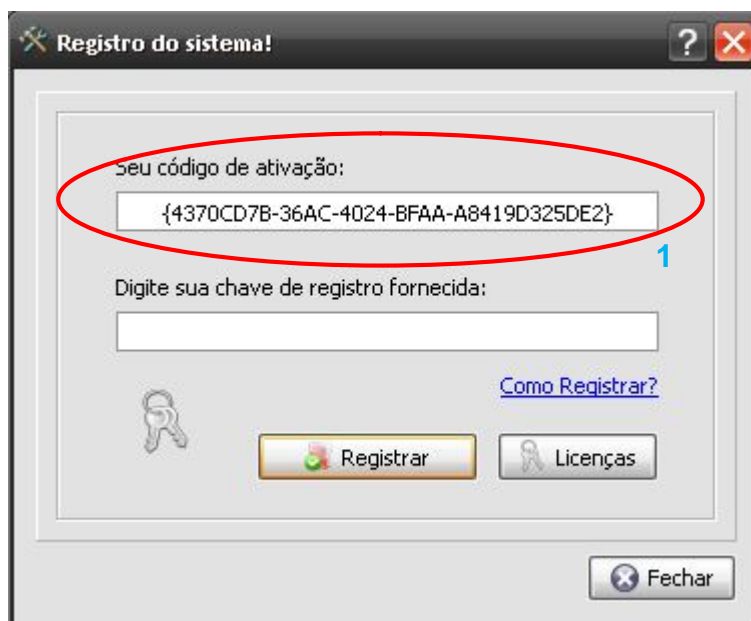 Registro do sistema!
?
Seu código de ativação:
{4370CD7B-36AC-4024-BFAA-A8419D325DE2}
1
Digite sua chave de registro fornecida:
Como Registrar?
Registrar
Licenças
Fechar